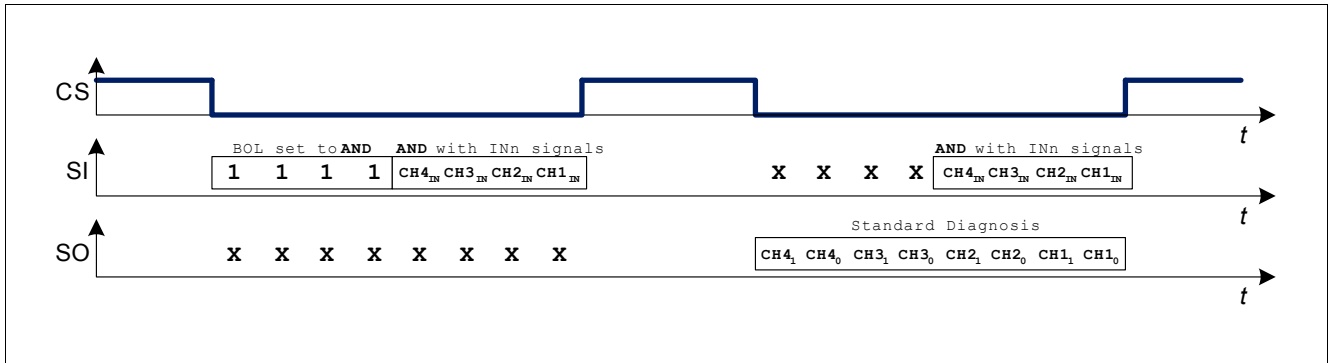 CS
t
BOL set to AND AND with INn signals AND with INn signals
SI 1 1 1 1 CH4IN CH3IN CH2IN CH1IN X X X X CH4IN CH3IN CH2IN CH1IN
t
Standard Diagnosis
SO X X X X X X X X CH41 CH40 CH31 CH30 CH21 CH20 CH11 CH10
t